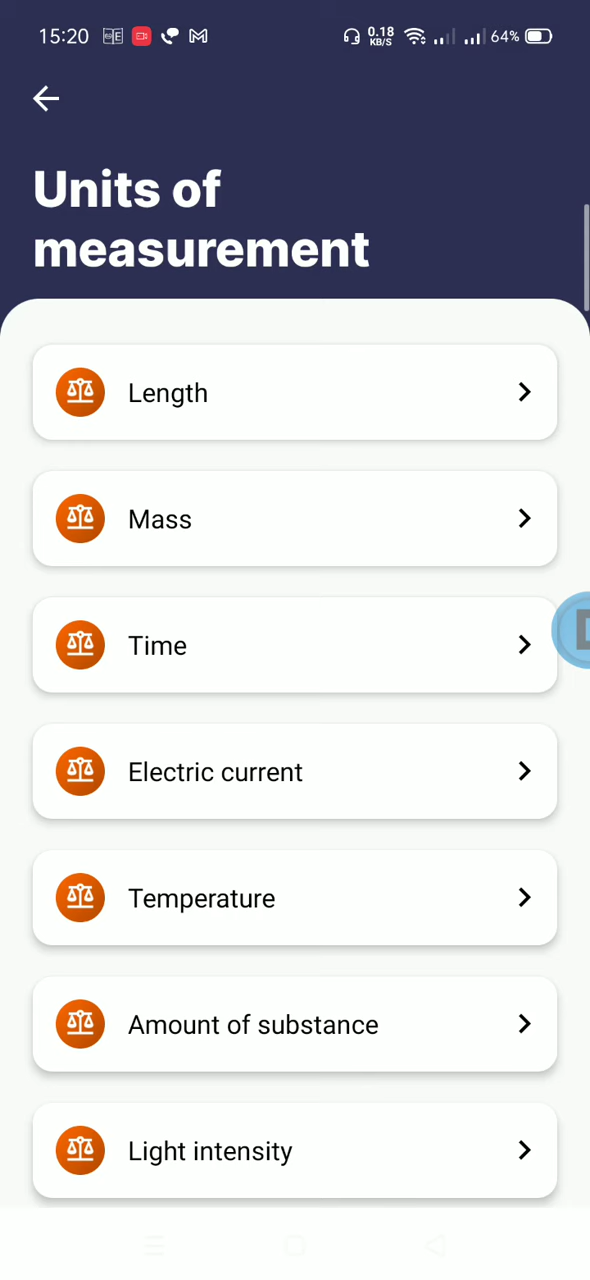 15:20 0.18 KB/S 64%
Units of
measurement
Length
Mass
Time
Electric current
Temperature
Amount of substance
Light intensity